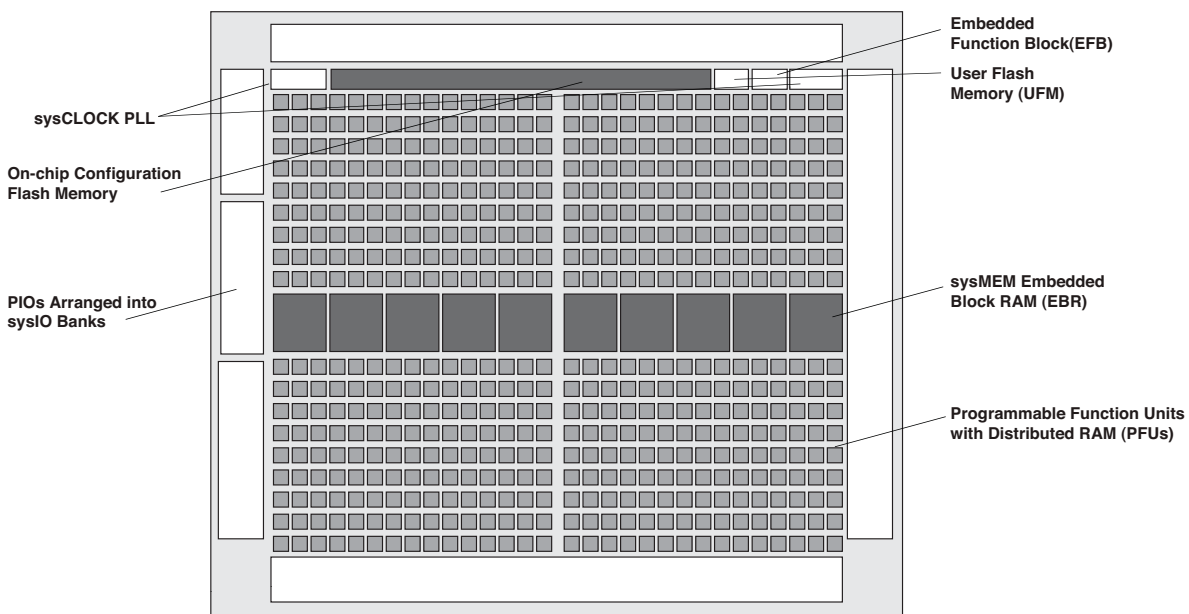 Embedded
Function Block(EFB)
User Flash
Memory (UFM)
sysCLOCK PLL
On-chip Configuration
Flash Memory
sysMEM Embedded
Block RAM (EBR)
PIOs Arranged into
sysIO Banks
Programmable Function Units
with Distributed RAM (PFUs)